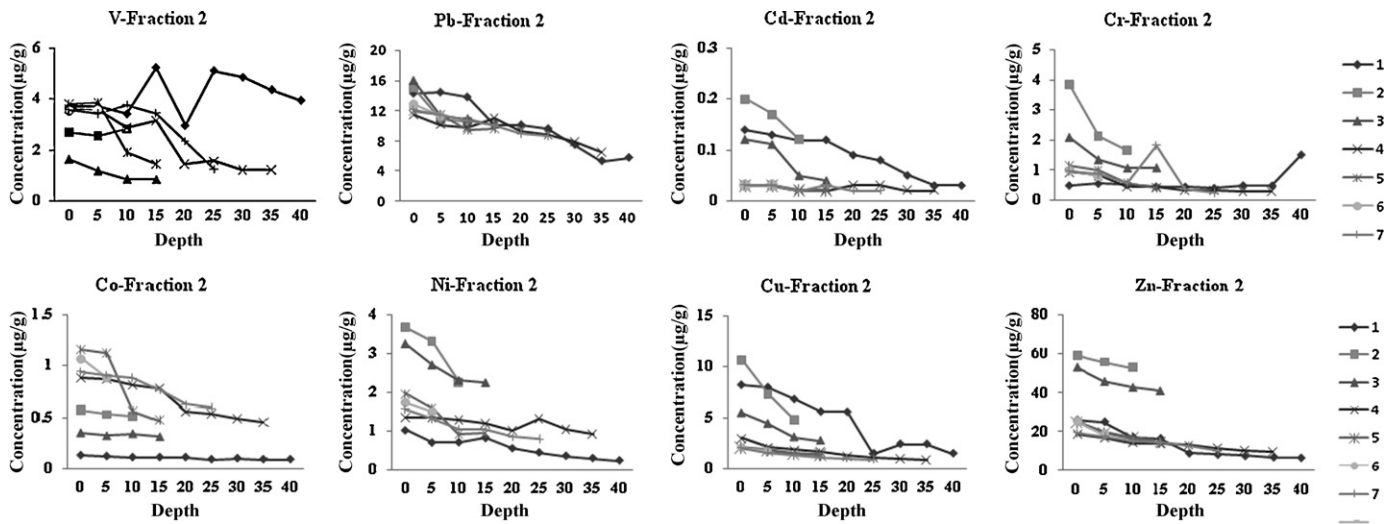 V-Fraction 2
Concentration(µg/g)
6
4
2
0
0 5 10 15 20 25 30 35 40
Depth
Pb-Fraction 2
Concentration(µg/g)
20
16
12
8
4
0
0 5 10 15 20 25 30 35 40
Depth
Cd-Fraction 2
Concentration(µg/g)
0.3
0.2
0.1
0
0 5 10 15 20 25 30 35 40
Depth
Cr-Fraction 2
Concentration(µg/g)
5
4
3
2
1
0
0 5 10 15 20 25 30 35 40
Depth
1
2
3
4
5
6
7
Co-Fraction 2
Concentration(µg/g)
1.5
1
0.5
0
0 5 10 15 20 25 30 35 40
Depth
Ni-Fraction 2
Concentration(µg/g)
4
3
2
1
0
0 5 10 15 20 25 30 35 40
Depth
Cu-Fraction 2
Concentration(µg/g)
15
10
5
0
0 5 10 15 20 25 30 35 40
Depth
Zn-Fraction 2
Concentration(µg/g)
80
60
40
20
0
0 5 10 15 20 25 30 35 40
Depth
1
2
3
4
5
6
7